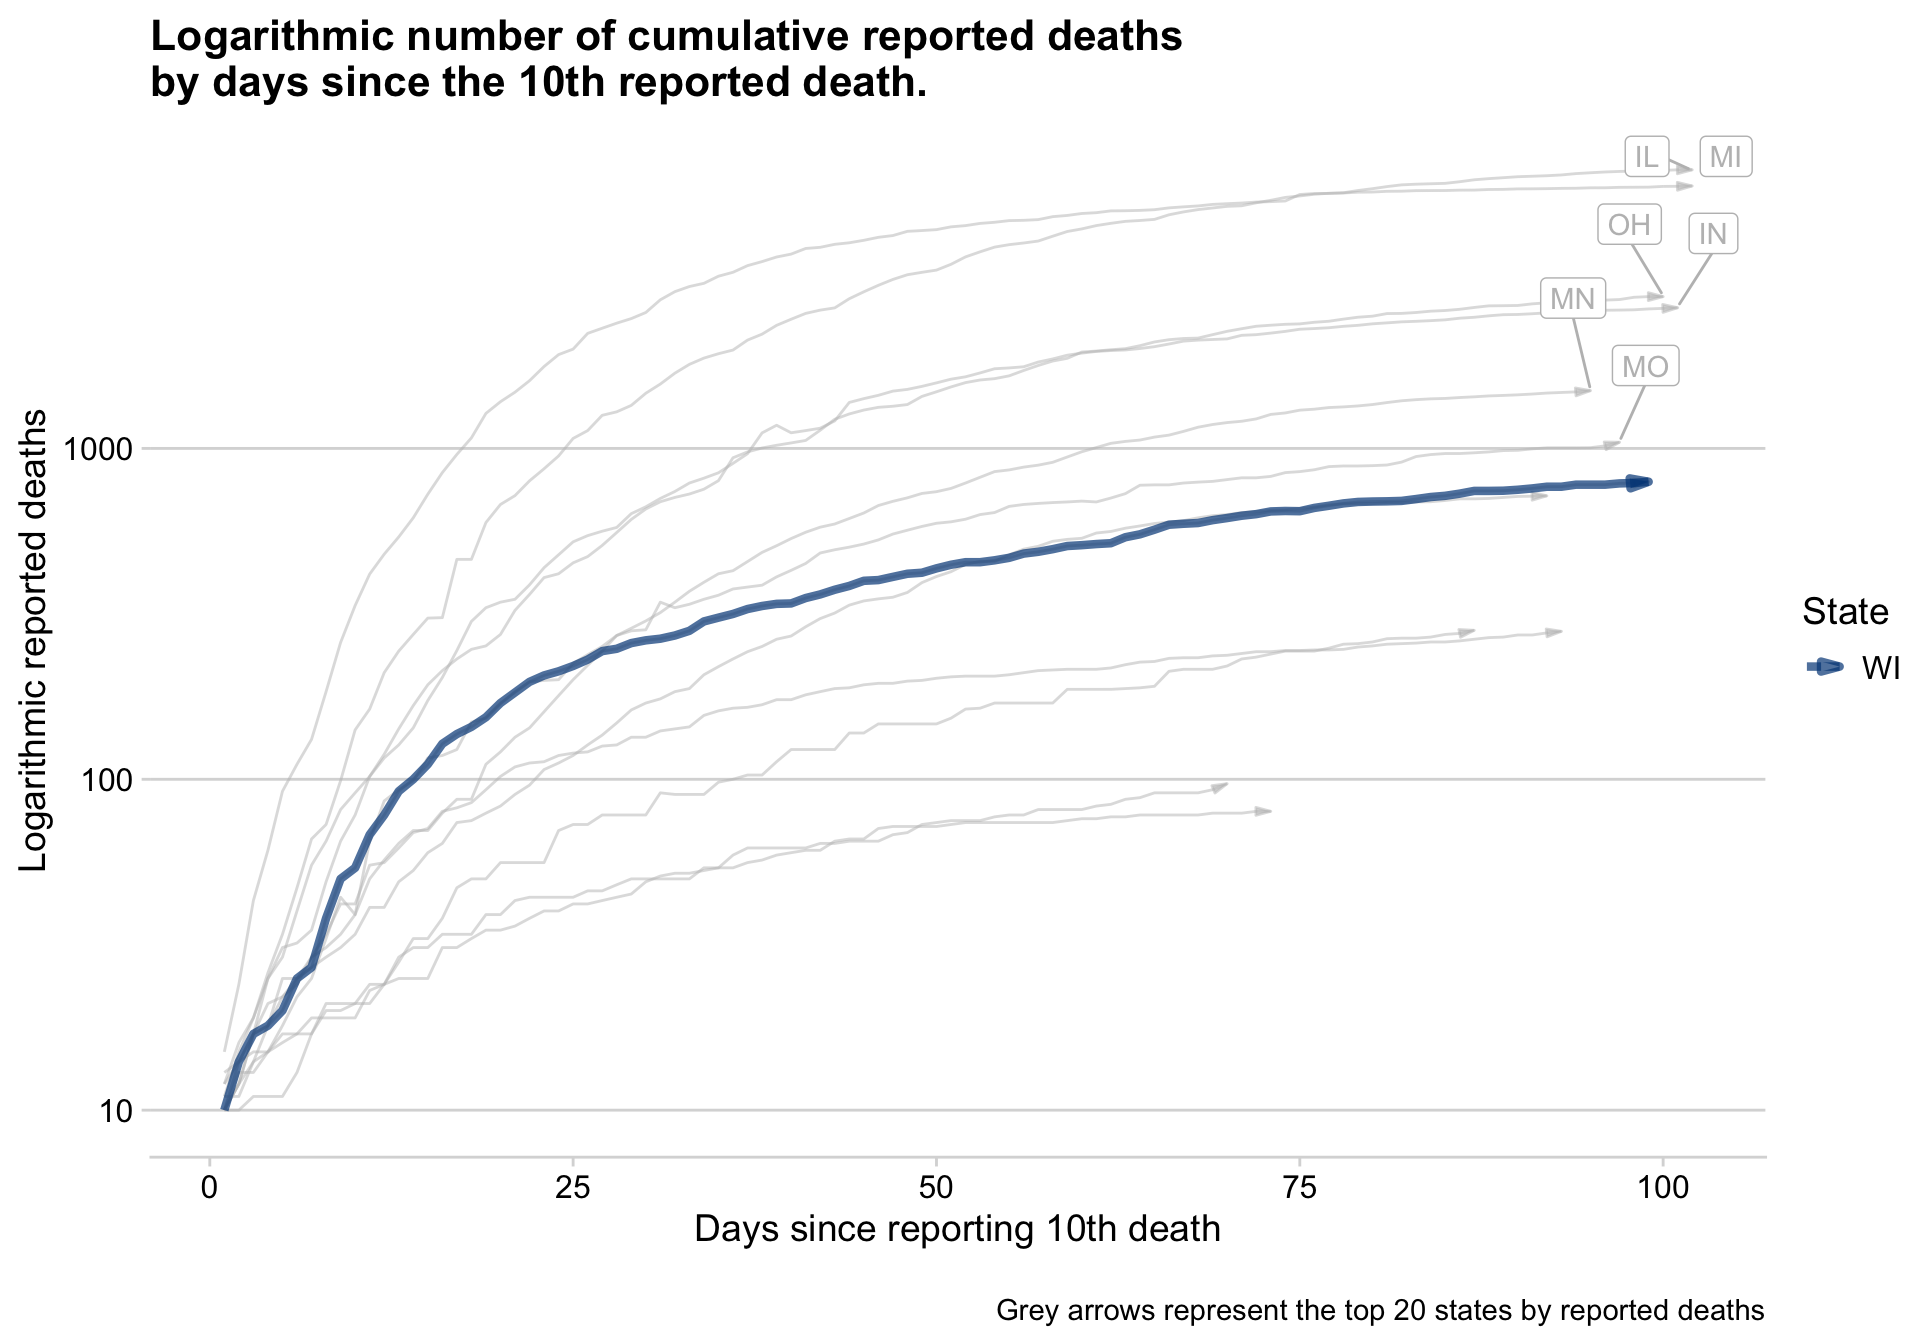 Logarithmic number of cumulative reported deaths
by days since the 10th reported death.
IL
MI
OH
IN
MN
MO
Logarithmic reported deaths
1000
100
10
State
WI
0
25
50
75
100
Days since reporting 10th death
Grey arrows represent the top 20 states by reported deaths